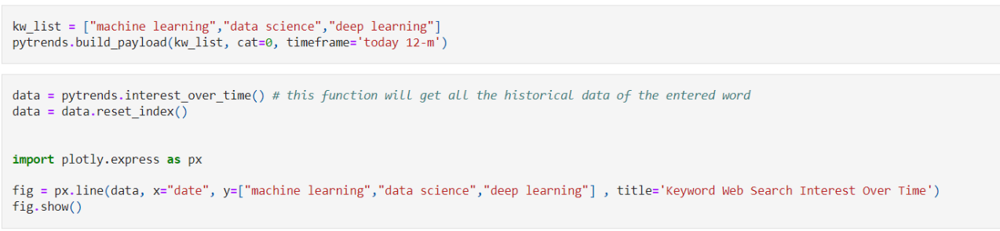 kw_list = ["machine learning","data science","deep learning"]
pytrends.build_payload(kw_list, cat=0, timeframe='today 12-m')
data = pytrends.interest_over_time() # this function will get all the historical data of the entered word
data = data.reset_index()
import plotly.express as px
fig = px.line(data, x="date", y=["machine learning","data science","deep learning"] , title='Keyword Web Search Interest Over Time')
fig.show()